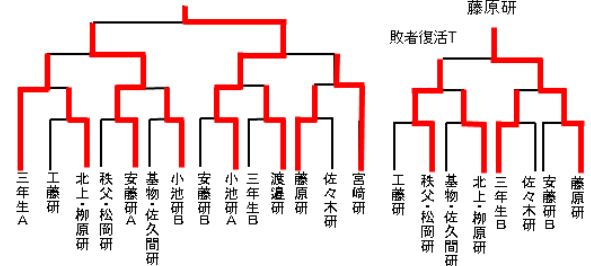 藤原研
敗者復活T
三年生A
工藤研
北上・柳原研
秩父・松岡研
安藤研A
基物・佐久間研
小池研B
安藤研B
小池研A
三年生B
渡邉研
藤原研
佐々木研
宮崎研
工藤研
秩父・松岡研
基物・佐久間研
北上・柳原研
三年生B
佐々木研
安藤研B
藤原研